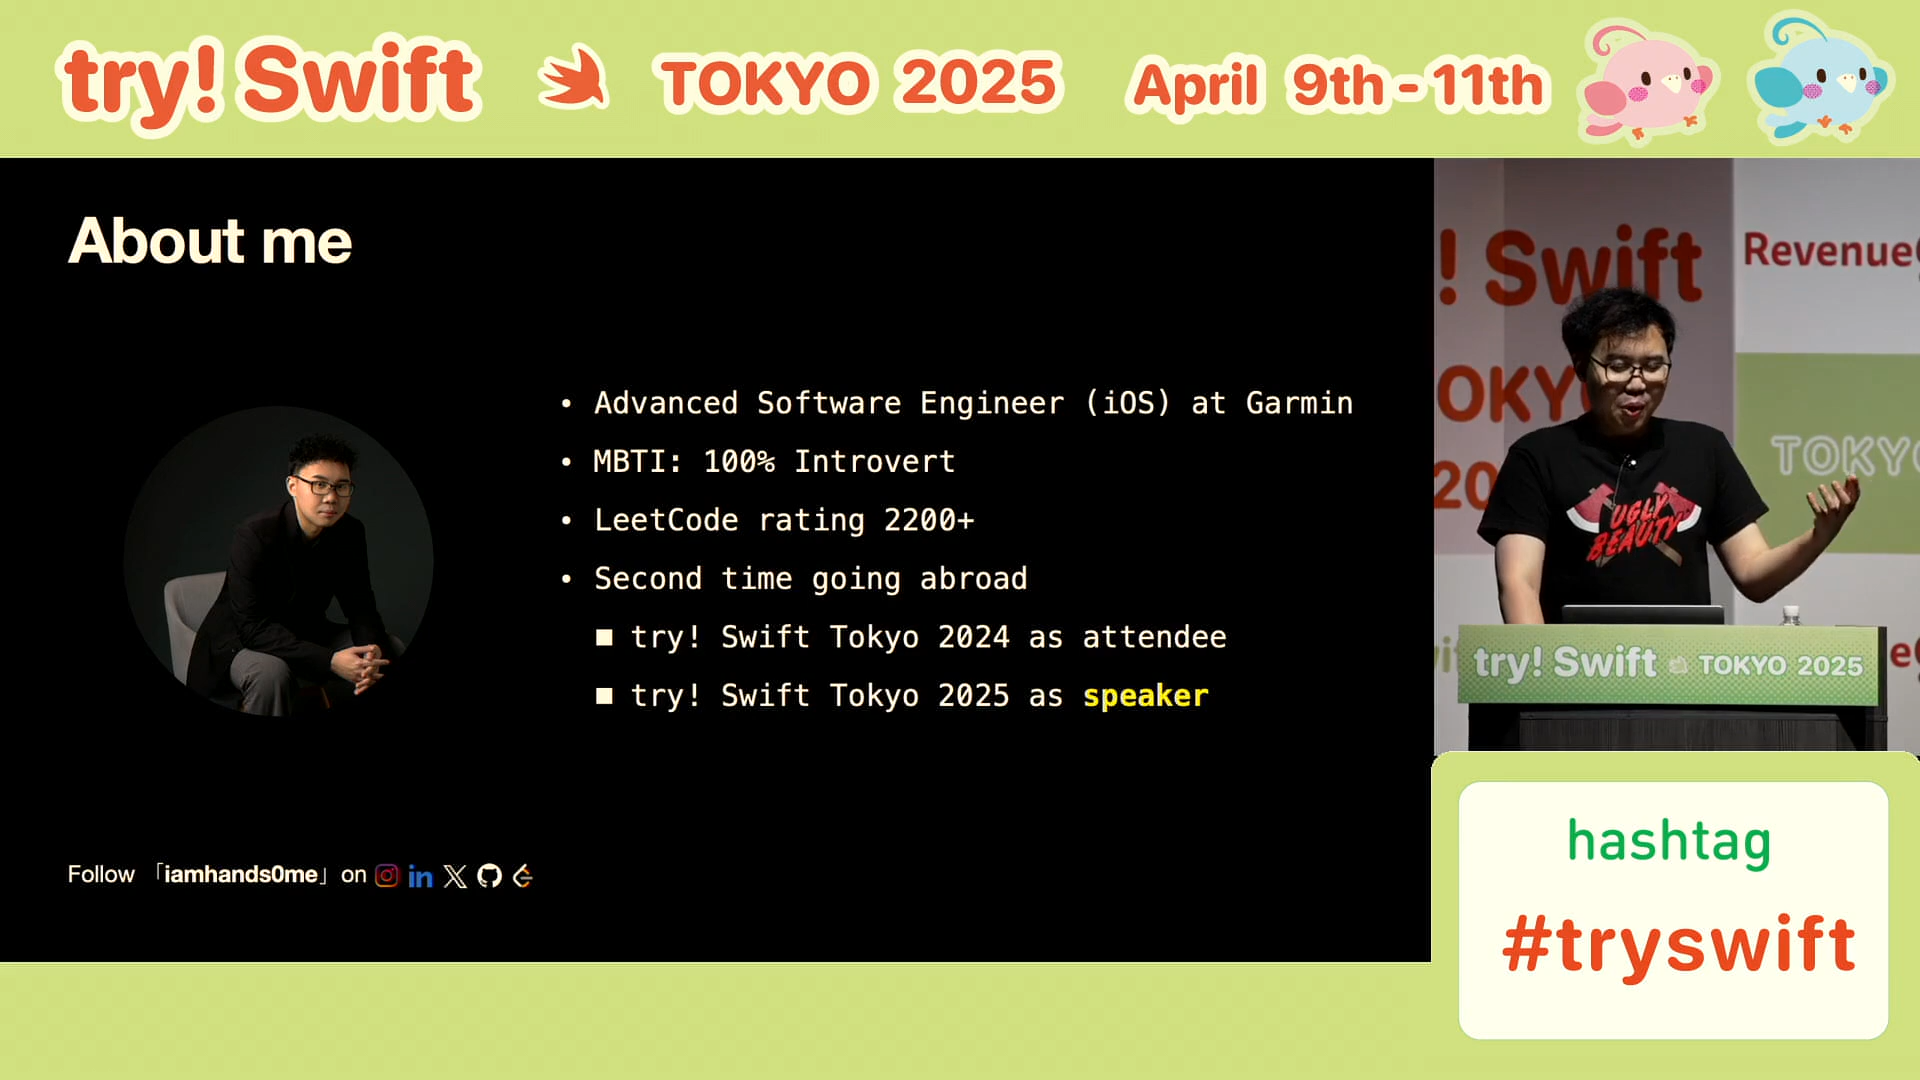 try! Swift TOKYO 2025 April 9th - 11th
About me
• Advanced Software Engineer (iOS) at Garmin
• MBTI: 100% Introvert
• LeetCode rating 2200+
• Second time going abroad
■ try! Swift Tokyo 2024 as attendee
■ try! Swift Tokyo 2025 as speaker
Follow 「iamhands0me」 on
! Swift
Revenue
OKY
TOKYO
20
UGLY
BEAUTY
try! Swift TOKYO 2025
hashtag
#tryswift